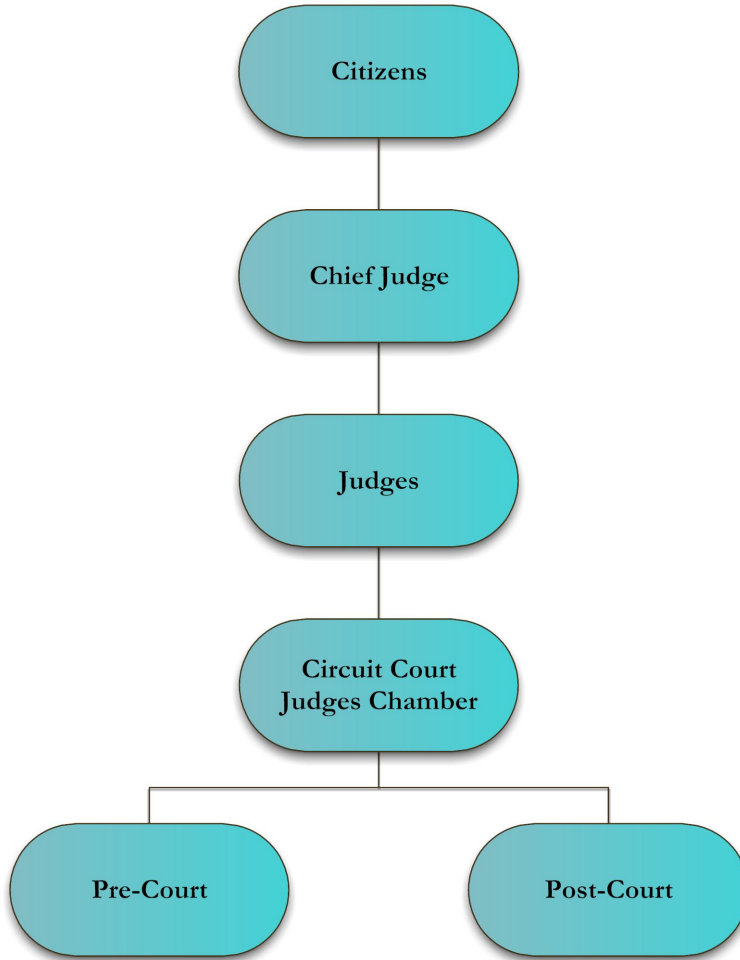 Citizens
Chief Judge
Judges
Circuit Court
Judges Chamber
Pre-Court
Post-Court